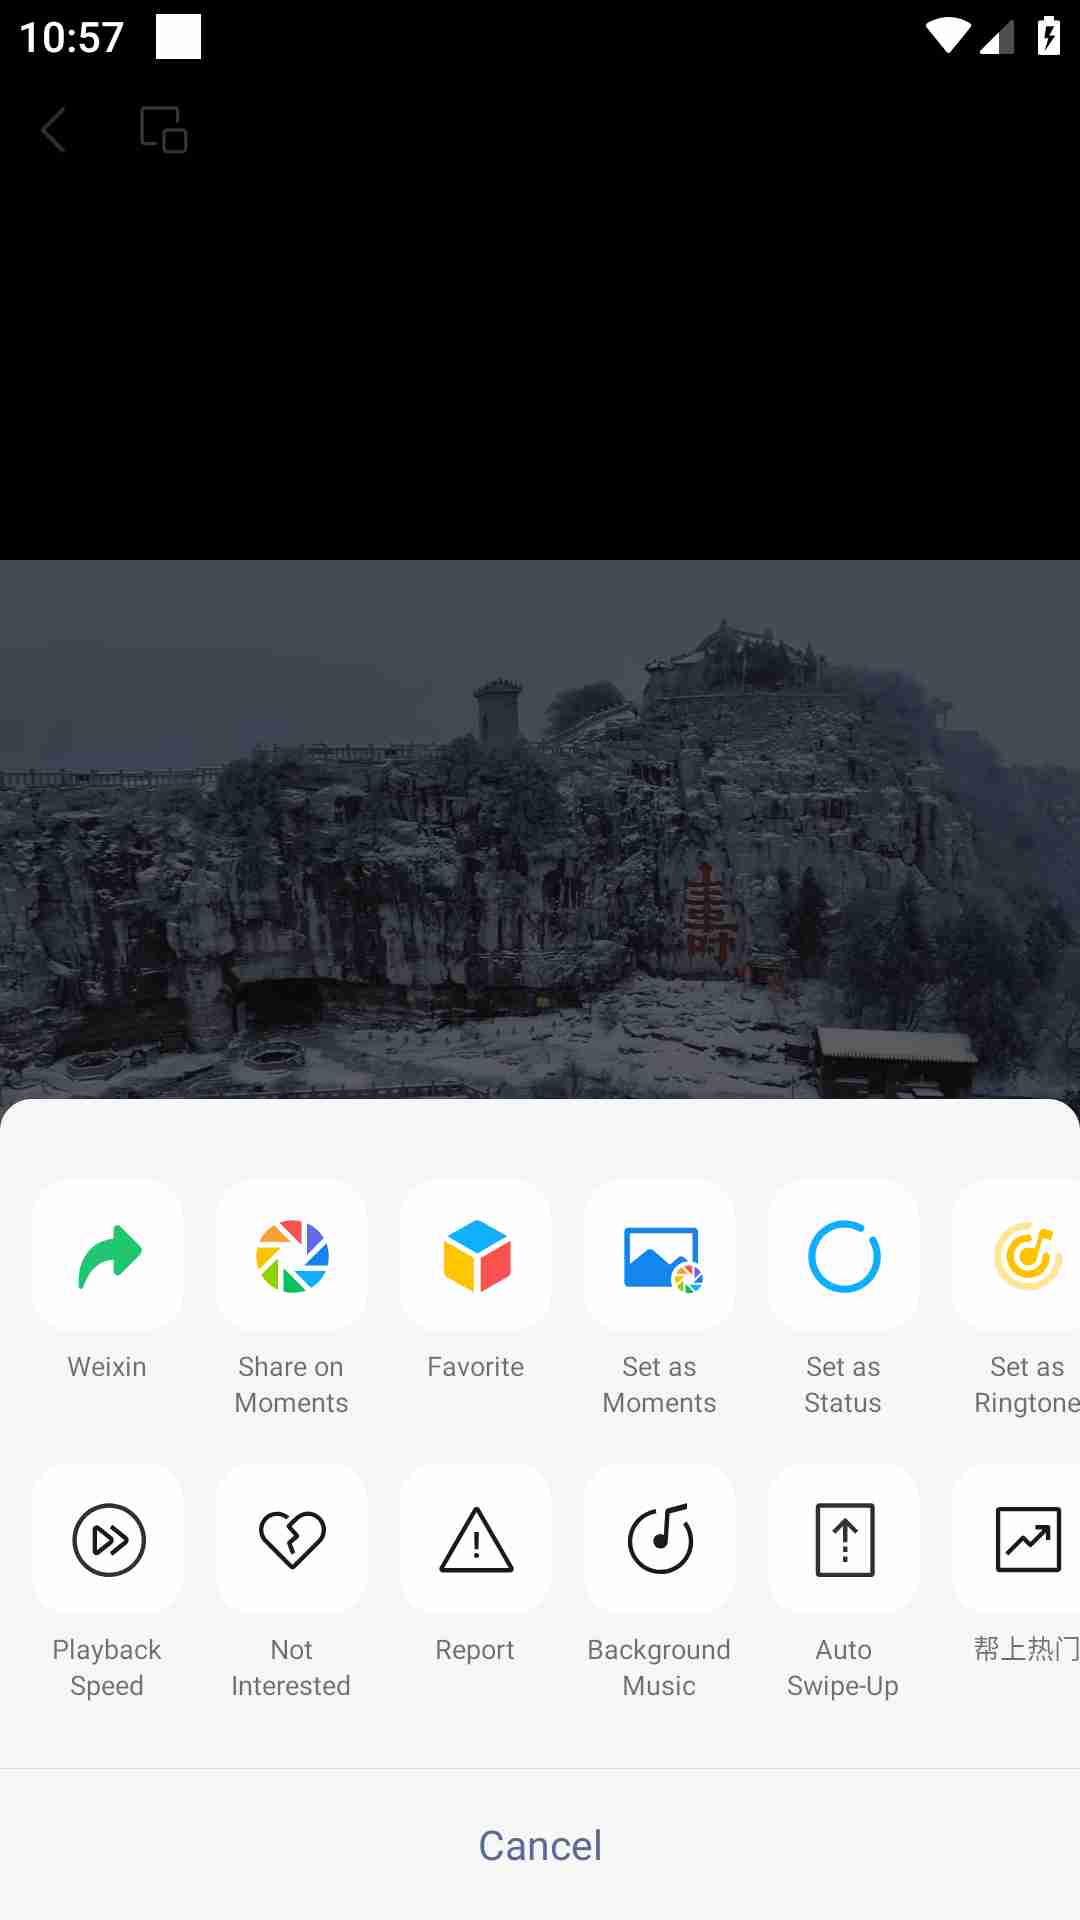 10:57
壽
Weixin
Share on
Moments
Favorite
Set as
Moments
Set as
Status
Set as
Ringtone
Playback
Speed
Not
Interested
Report
Background
Music
Auto
Swipe-Up
帮上热门
Cancel